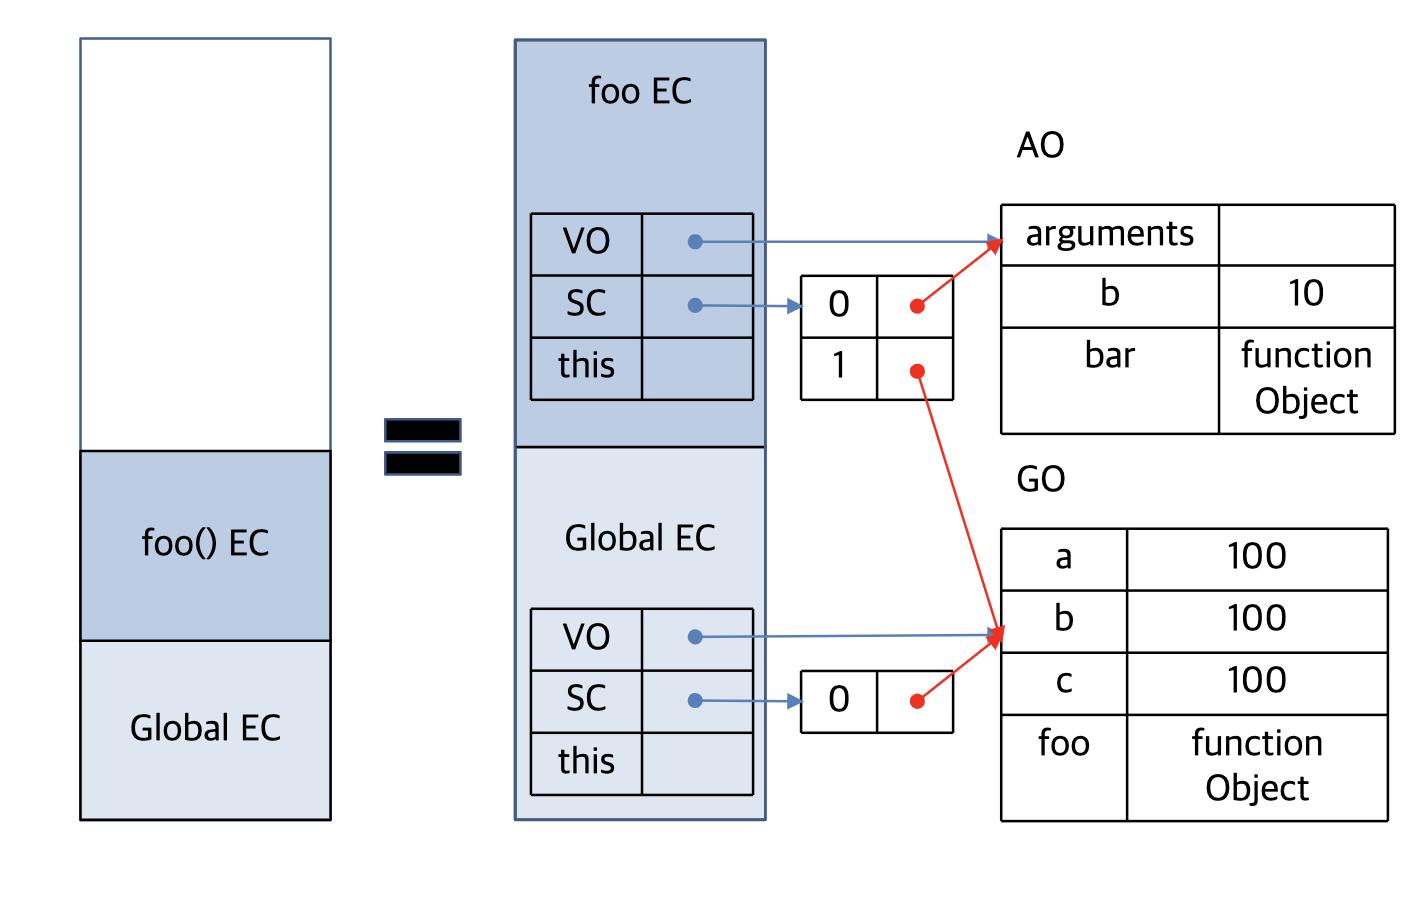 foo() EC
Global EC
foo EC
VO
SC
this
0
1
Global EC
VO
SC
this
0
AO
arguments
b 10
bar function
Object
GO
a 100
b 100
c 100
foo function
Object